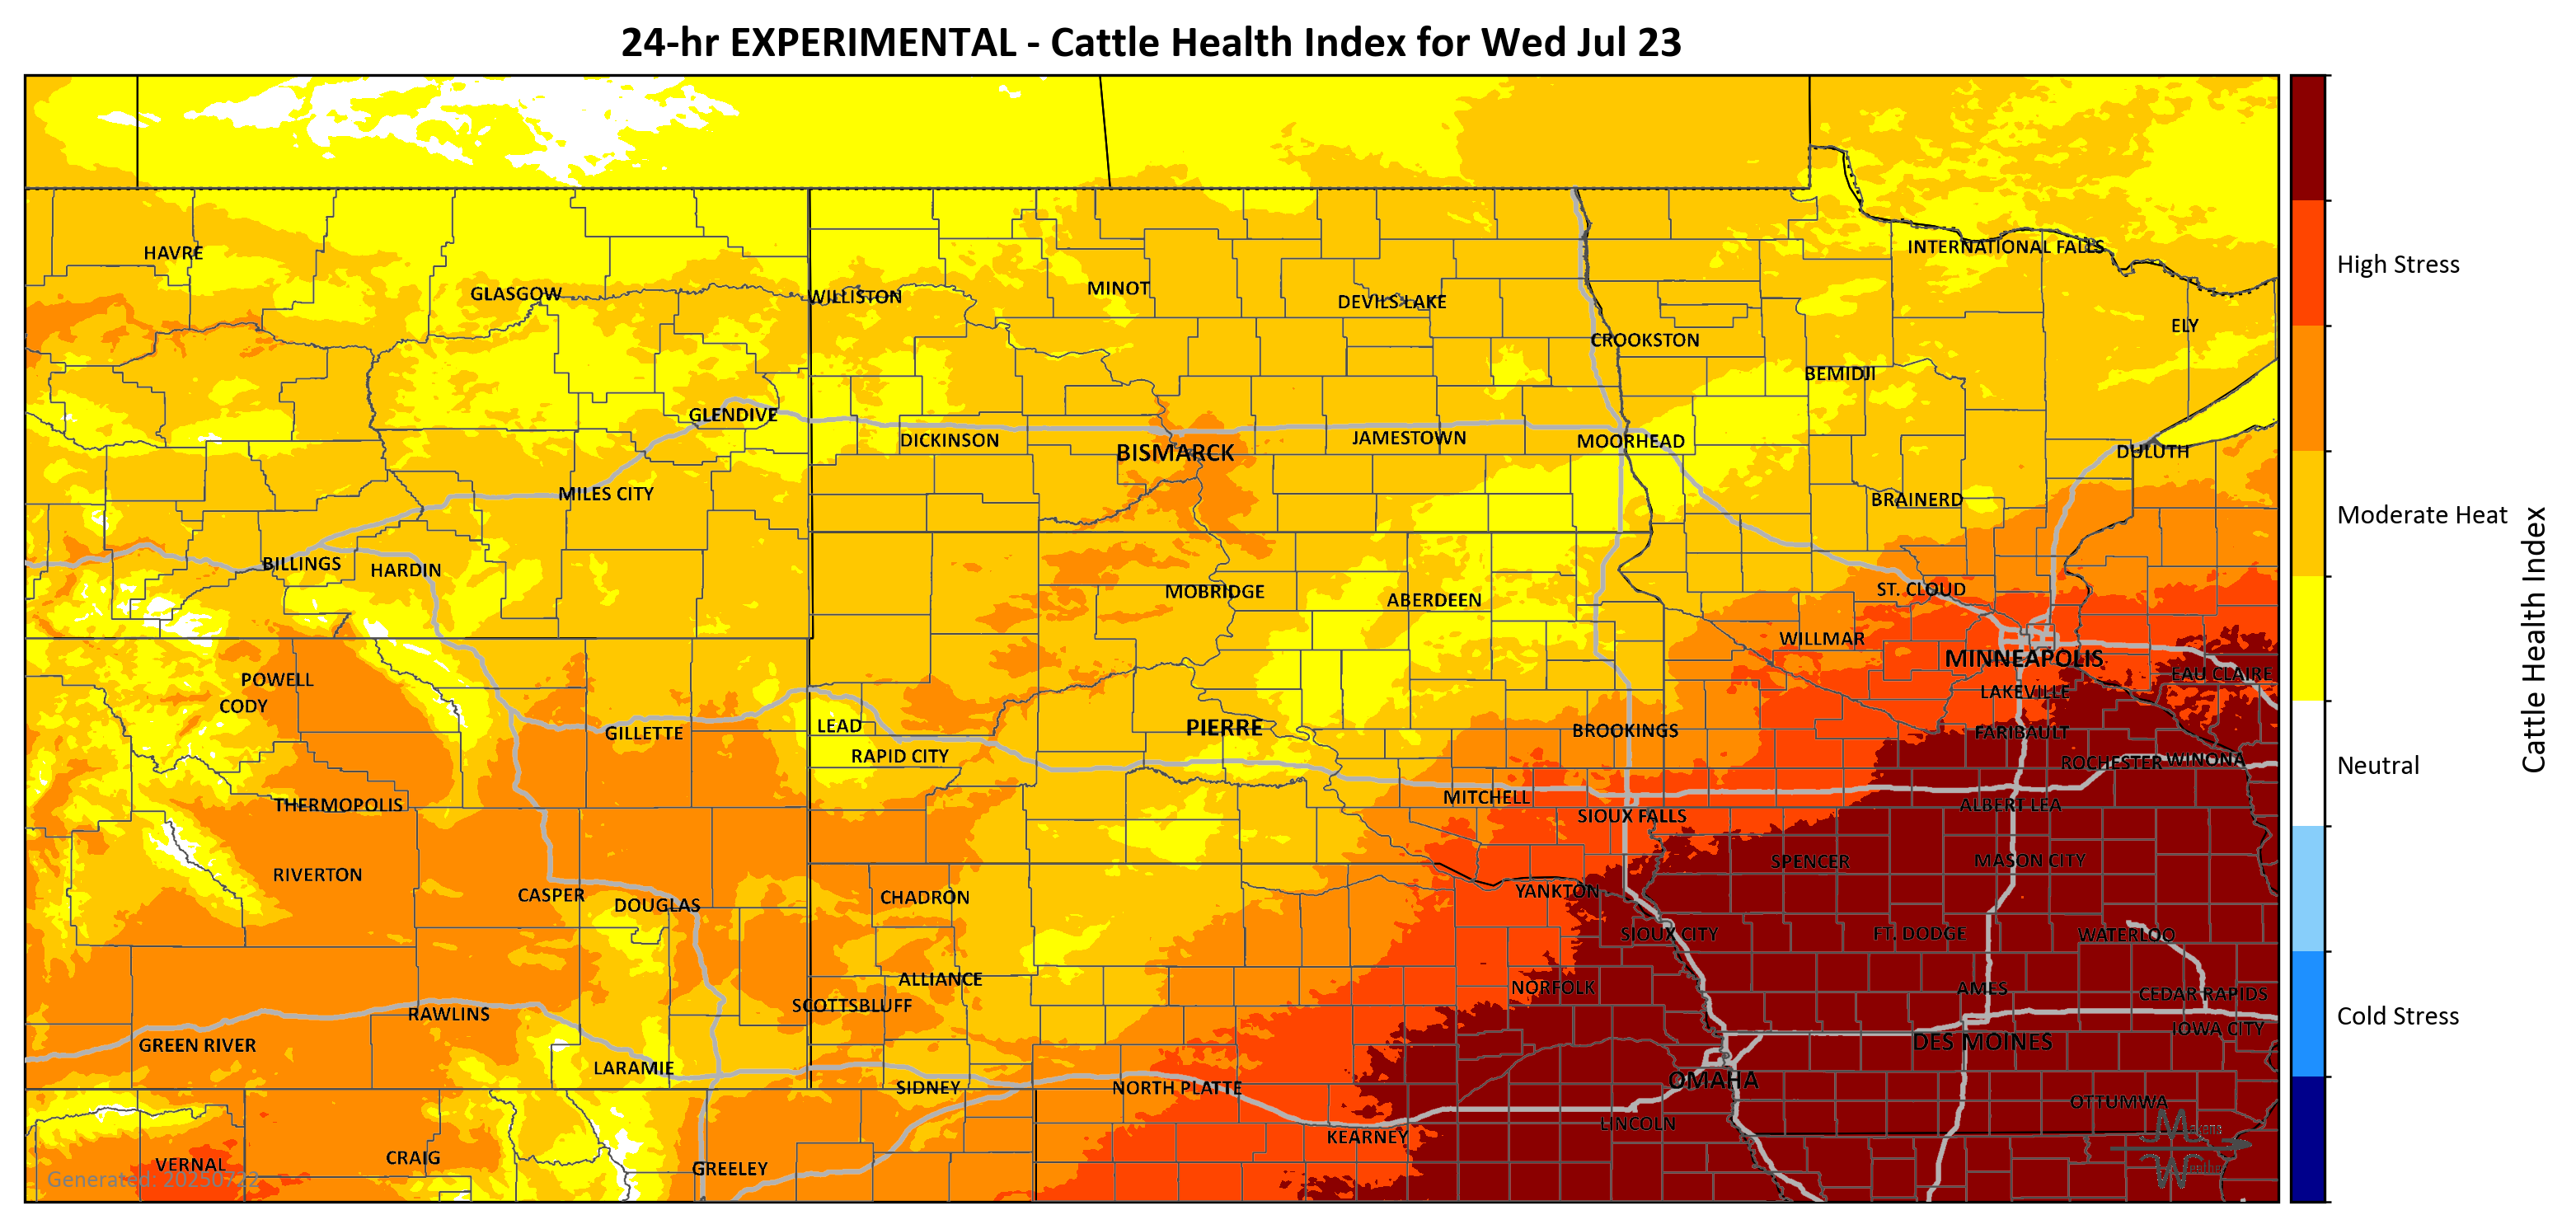 24-hr EXPERIMENTAL - Cattle Health Index for Wed Jul 23
HAVRE
GLASGOW
WILLISTON
MINOT
DEVILS LAKE
INTERNATIONAL FALLS
ELY
CROOKSTON
BEMIDJI
GLENDIVE
DICKINSON
BISMARCK
JAMESTOWN
MOORHEAD
DULUTH
MILES CITY
BRAINERD
BILLINGS
HARDIN
MOBRIDGE
ABERDEEN
ST. CLOUD
WILLMAR
MINNEAPOLIS
EAU CLAIRE
POWELL
CODY
LAKEVILLE
GILLETTE
LEAD
RAPID CITY
PIERRE
BROOKINGS
FARIBAULT
ROCHESTER
WINONA
THERMOPOLIS
MITCHELL
SIOUX FALLS
ALBERT LEA
RIVERTON
CASPER
DOUGLAS
CHADRON
YANKTON
SPENCER
MASON CITY
SIOUX CITY
FT. DODGE
WATERLOO
ALLIANCE
SCOTTSBLUFF
NORFOLK
AMES
CEDAR RAPIDS
RAWLINS
GREEN RIVER
IOWA CITY
DES MOINES
LARAMIE
SIDNEY
NORTH PLATTE
OMAHA
OTTUMWA
LINCOLN
KEARNEY
VERNAL
CRAIG
GREELEY
Generated: 20250722
High Stress
Moderate Heat
Neutral
Cold Stress
Cattle Health Index